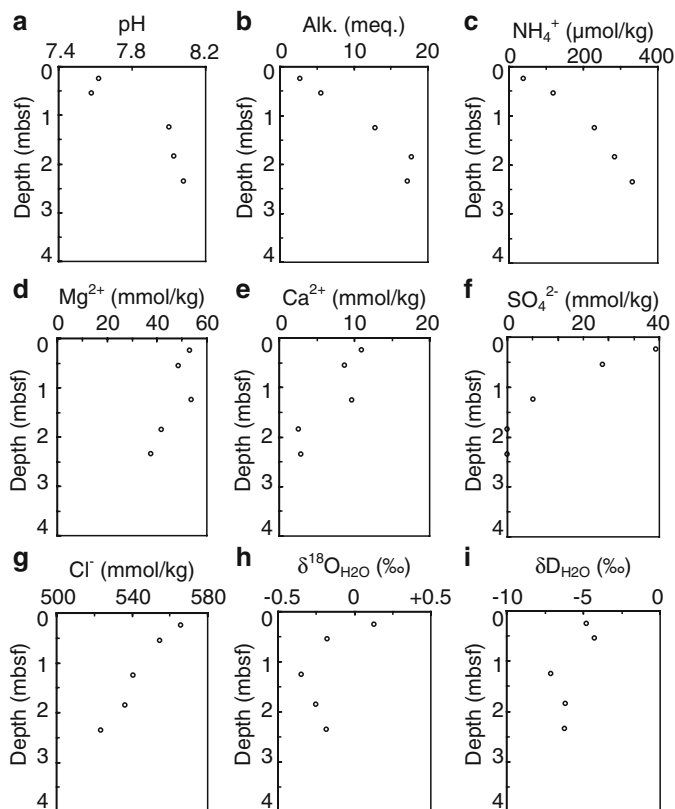 a pH
7.4 7.8 8.2
0
1
2
3
4
Depth (mbsf)
b Alk. (meq.)
0 10 20
0
1
2
3
4
Depth (mbsf)
c NH₄⁺ (µmol/kg)
0 200 400
0
1
2
3
4
Depth (mbsf)
d Mg²⁺ (mmol/kg)
0 20 40 60
0
1
2
3
4
Depth (mbsf)
e Ca²⁺ (mmol/kg)
0 10 20
0
1
2
3
4
Depth (mbsf)
f SO₄²⁻ (mmol/kg)
0 40
0
1
2
3
4
Depth (mbsf)
g Cl⁻ (mmol/kg)
500 540 580
0
1
2
3
4
Depth (mbsf)
h δ¹⁸O_H2O (‰)
-0.5 0 +0.5
0
1
2
3
4
Depth (mbsf)
i δD_H2O (‰)
-10 -5 0
0
1
2
3
4
Depth (mbsf)